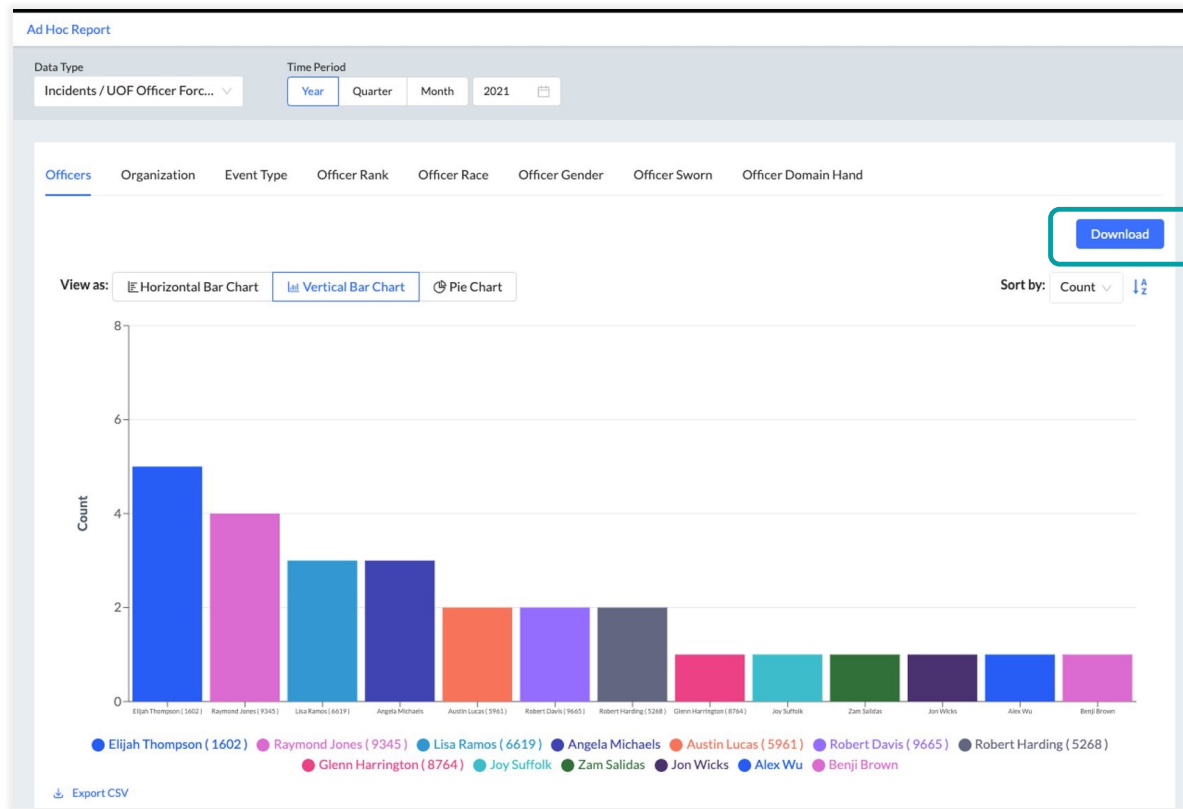 Ad Hoc Report
Data Type
Time Period
Incidents / UOF Officer Forc...
Year Quarter Month 2021
Officers Organization Event Type Officer Rank Officer Race Officer Gender Officer Sworn Officer Domain Hand
Download
View as: Horizontal Bar Chart Vertical Bar Chart Pie Chart Sort by: Count A Z
8
6
4
2
0
Count
Elijah Thompson ( 1602 ) Raymond Jones ( 9345 ) Lisa Ramos ( 6619 ) Angela Michaels Austin Lucas ( 5961 ) Robert Davis ( 9665 ) Robert Harding ( 5268 ) Glenn Harrington ( 8764 ) Joy Suffolk Zam Salidas Jon Wicks Alex Wu Benji Brown
Elijah Thompson ( 1602 ) Raymond Jones ( 9345 ) Lisa Ramos ( 6619 ) Angela Michaels Austin Lucas ( 5961 ) Robert Davis ( 9665 ) Robert Harding ( 5268 )
Glenn Harrington ( 8764 ) Joy Suffolk Zam Salidas Jon Wicks Alex Wu Benji Brown
Export CSV